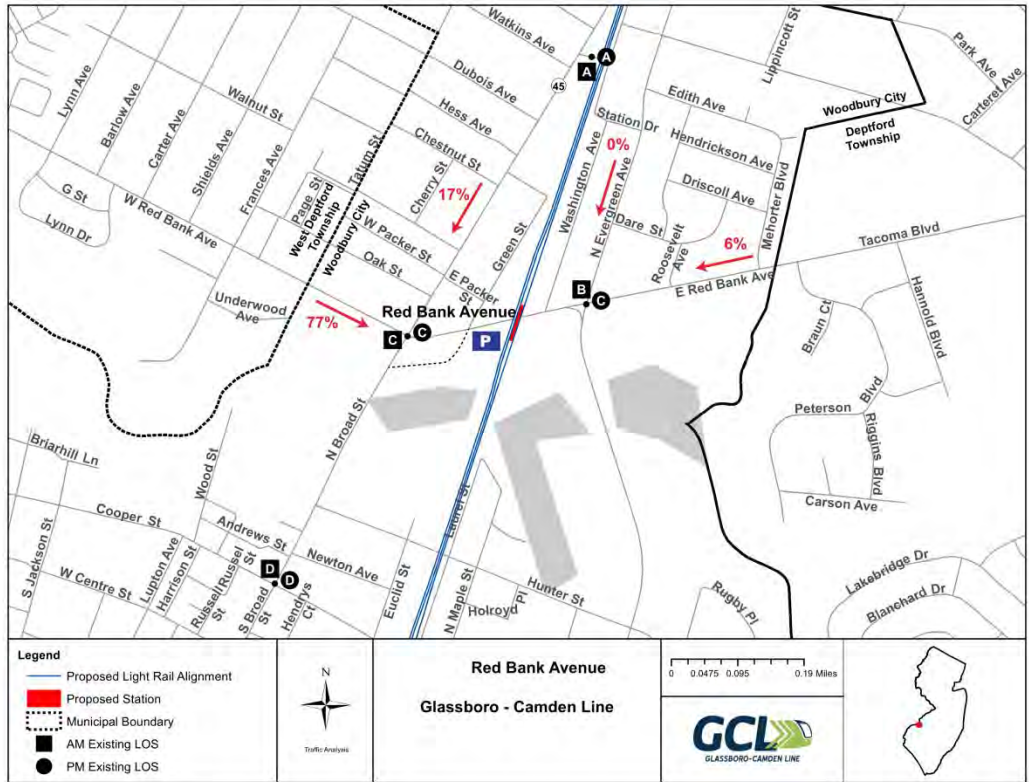 Watkins Ave
Lippincott St
Park Ave
Carteret Ave
Lynn Ave
Barlow Ave
Carter Ave
Walnut St
Shields Ave
Frances Ave
Dubois Ave
45
A
A
Woodbury City
Deptford
Township
Hess Ave
Edith Ave
Station Dr
Hendrickson Ave
Tatum St
Chestnut St
Cherry St
17%
Washington Ave
0%
N Evergreen Ave
Driscoll Ave
Mehorter Blvd
G St
Lynn Dr
W Red Bank Ave
Page St
West Deptford
Township
Woodbury City
W Packer St
Oak St
Green St
E Packer
St
Dare St
Roosevelt
Ave
6%
Tacoma Blvd
E Red Bank Ave
Underwood
Ave
77%
Red Bank Avenue
C
C
P
B
C
Braun Ct
Hannold Blvd
N Broad St
Peterson
Blvd
Riggins Blvd
Carson Ave
Briarhill Ln
Wood St
Laurel St
Cooper St
Andrews St
Newton Ave
S Jackson St
W Centre St
Lupton Ave
Harrison St
Russell
St
Russel St
D
D
S Broad
St
Hendrys
Ct
Euclid St
N Maple St
Holroyd
Pl
Hunter St
Rugby Pl
Lakebridge Dr
Blanchard Dr
Legend
Proposed Light Rail Alignment
Proposed Station
Municipal Boundary
AM Existing LOS
PM Existing LOS
N
Traffic Analysis
Red Bank Avenue
Glassboro - Camden Line
0 0.0475 0.095 0.19 Miles
GCL
GLASSBORO-CAMDEN LINE